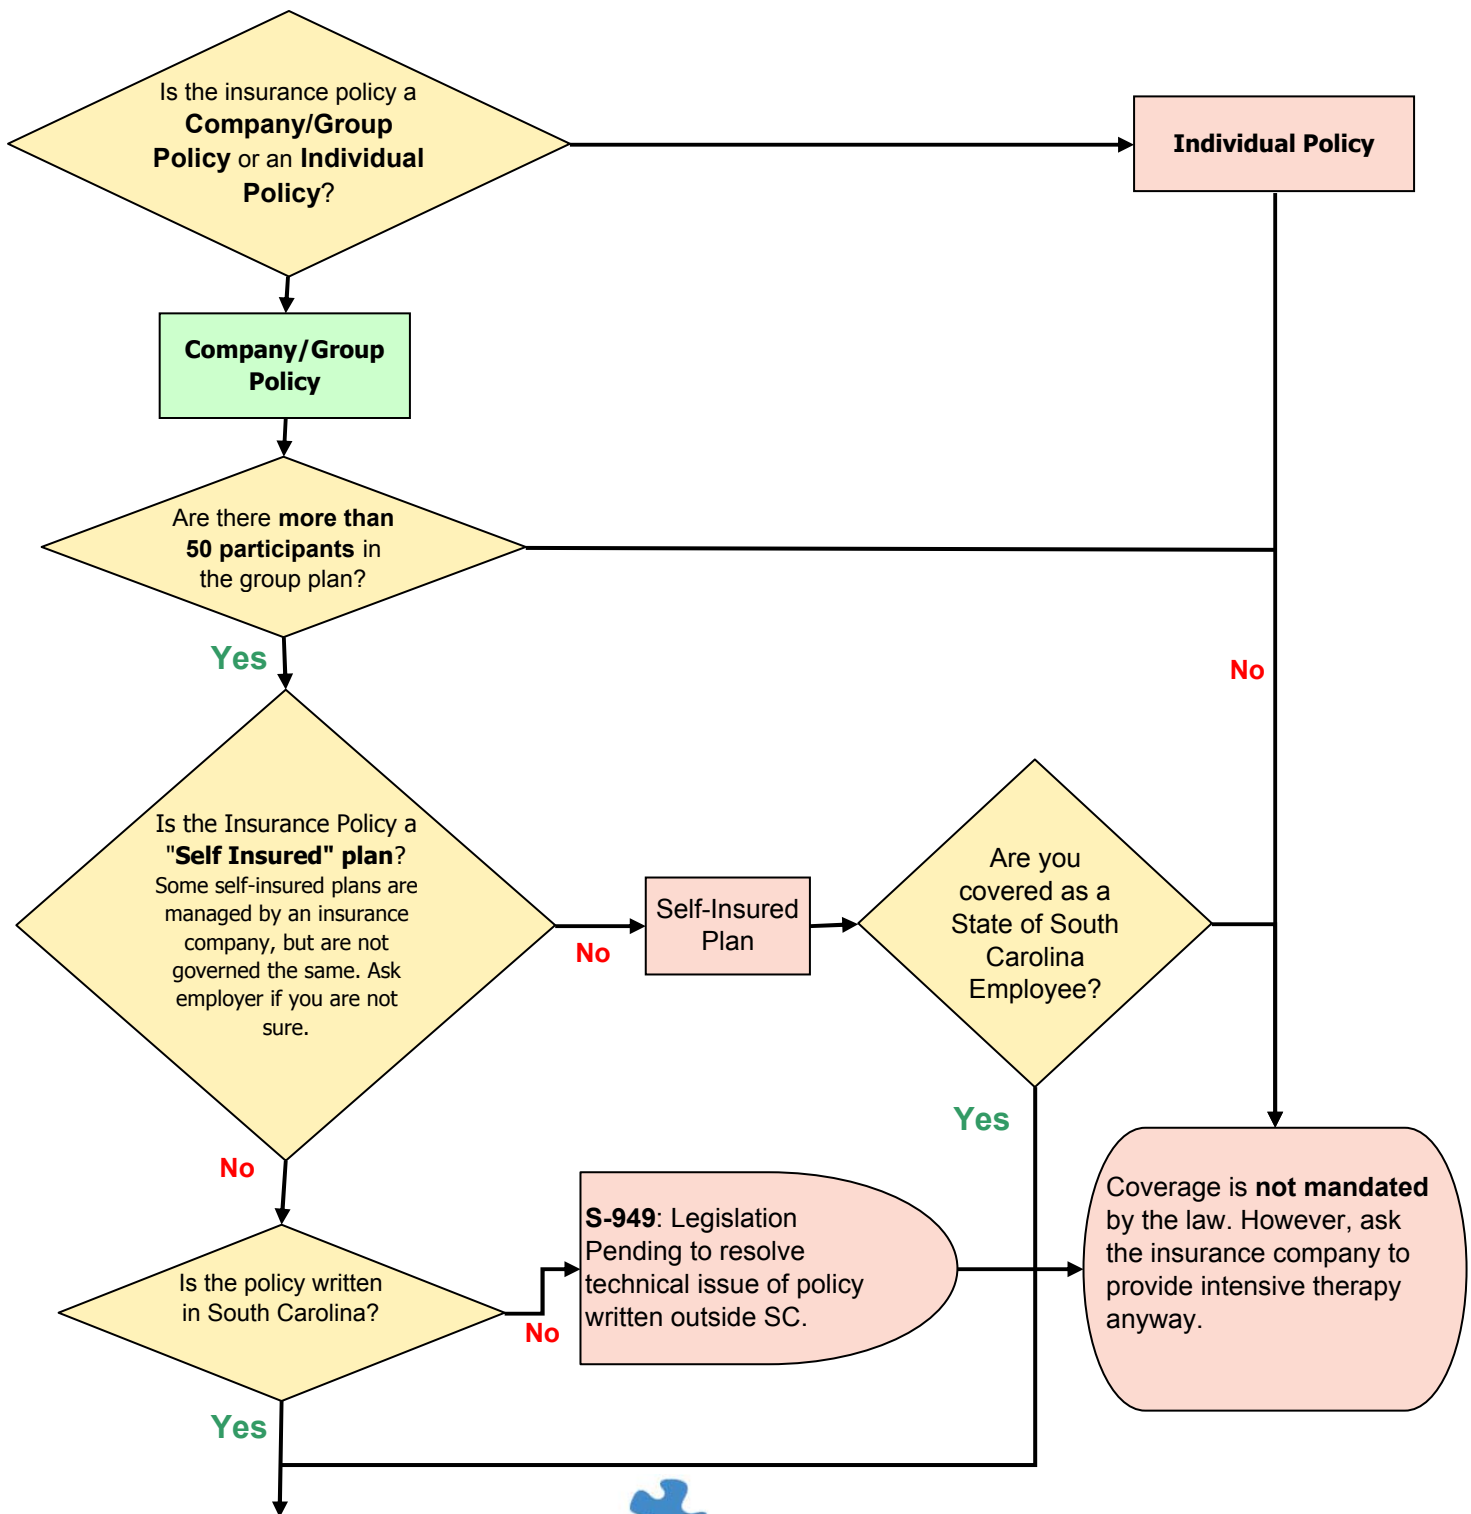 Is the insurance policy a
Company/Group
Policy or an Individual
Policy?
Individual Policy
Company/Group
Policy
Are there more than
50 participants in
the group plan?
Yes
No
Is the Insurance Policy a
"Self Insured" plan?
Some self-insured plans are
managed by an insurance
company, but are not
governed the same. Ask
employer if you are not
sure.
No
Self-Insured
Plan
Are you
covered as a
State of South
Carolina
Employee?
Yes
No
Is the policy written
in South Carolina?
No
S-949: Legislation
Pending to resolve
technical issue of policy
written outside SC.
Coverage is not mandated
by the law. However, ask
the insurance company to
provide intensive therapy
anyway.
Yes